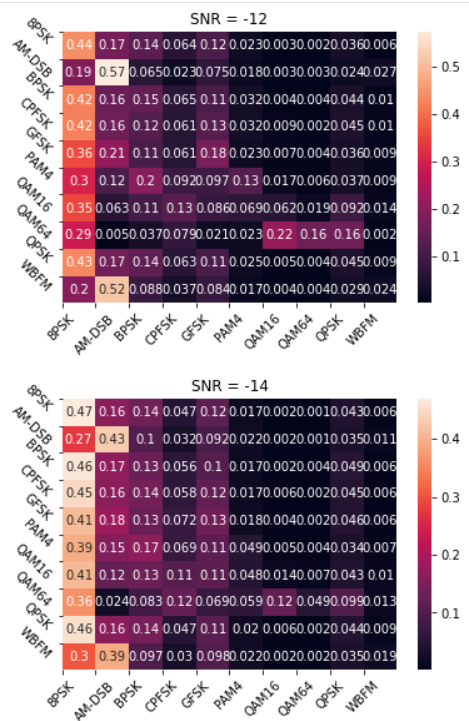 SNR = -12
8PSK 0.44 0.17 0.14 0.064 0.12 0.023 0.003 0.002 0.036 0.006
AM-DSB 0.19 0.57 0.065 0.023 0.075 0.018 0.003 0.003 0.024 0.027
BPSK 0.42 0.16 0.15 0.065 0.11 0.032 0.004 0.004 0.044 0.01
CPFSK 0.42 0.16 0.12 0.061 0.13 0.032 0.009 0.002 0.045 0.01
GFSK 0.36 0.21 0.11 0.061 0.18 0.023 0.007 0.004 0.036 0.009
PAM4 0.3 0.12 0.2 0.092 0.097 0.13 0.017 0.006 0.037 0.009
QAM16 0.35 0.063 0.11 0.13 0.086 0.069 0.062 0.019 0.092 0.014
QAM64 0.29 0.005 0.037 0.079 0.021 0.023 0.22 0.16 0.16 0.002
QPSK 0.43 0.17 0.14 0.063 0.11 0.025 0.005 0.004 0.045 0.009
WBFM 0.2 0.52 0.088 0.037 0.084 0.017 0.004 0.004 0.029 0.024
8PSK AM-DSB BPSK CPFSK GFSK PAM4 QAM16 QAM64 QPSK WBFM
0.5
0.4
0.3
0.2
0.1
SNR = -14
8PSK 0.47 0.16 0.14 0.047 0.12 0.017 0.002 0.001 0.043 0.006
AM-DSB 0.27 0.43 0.1 0.032 0.092 0.022 0.002 0.001 0.035 0.011
BPSK 0.46 0.17 0.13 0.056 0.1 0.017 0.002 0.004 0.049 0.006
CPFSK 0.45 0.16 0.14 0.058 0.12 0.017 0.006 0.002 0.045 0.006
GFSK 0.41 0.18 0.13 0.072 0.13 0.018 0.004 0.002 0.046 0.006
PAM4 0.39 0.15 0.17 0.069 0.11 0.049 0.005 0.004 0.034 0.007
QAM16 0.41 0.12 0.13 0.11 0.11 0.048 0.014 0.007 0.043 0.01
QAM64 0.36 0.024 0.083 0.12 0.069 0.059 0.12 0.049 0.099 0.013
QPSK 0.46 0.16 0.14 0.047 0.11 0.02 0.006 0.002 0.044 0.009
WBFM 0.3 0.39 0.097 0.03 0.098 0.022 0.002 0.002 0.035 0.019
8PSK AM-DSB BPSK CPFSK GFSK PAM4 QAM16 QAM64 QPSK WBFM
0.4
0.3
0.2
0.1